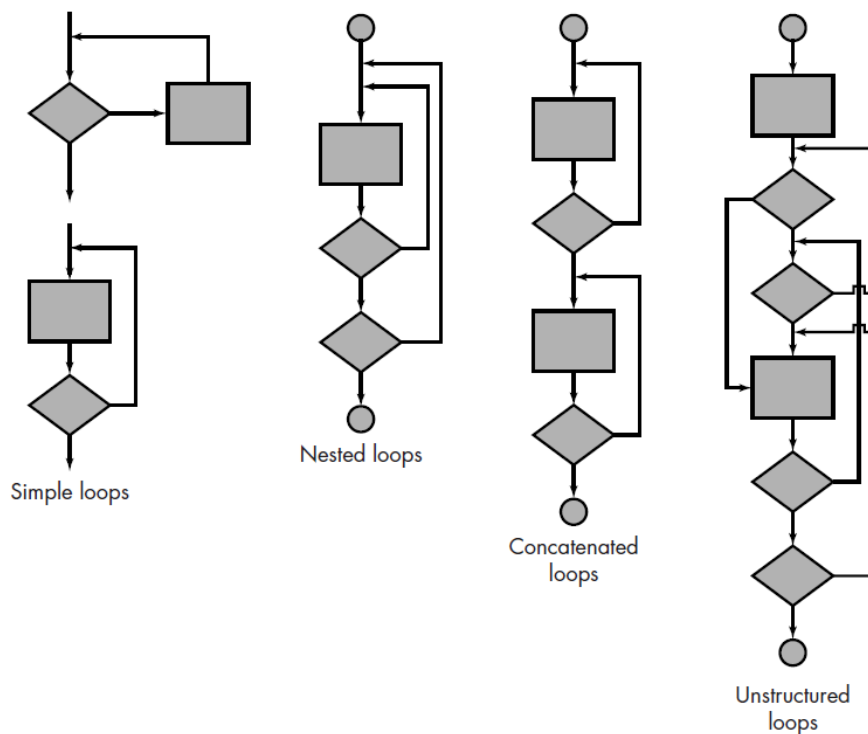 Simple loops
Nested loops
Concatenated
loops
Unstructured
loops